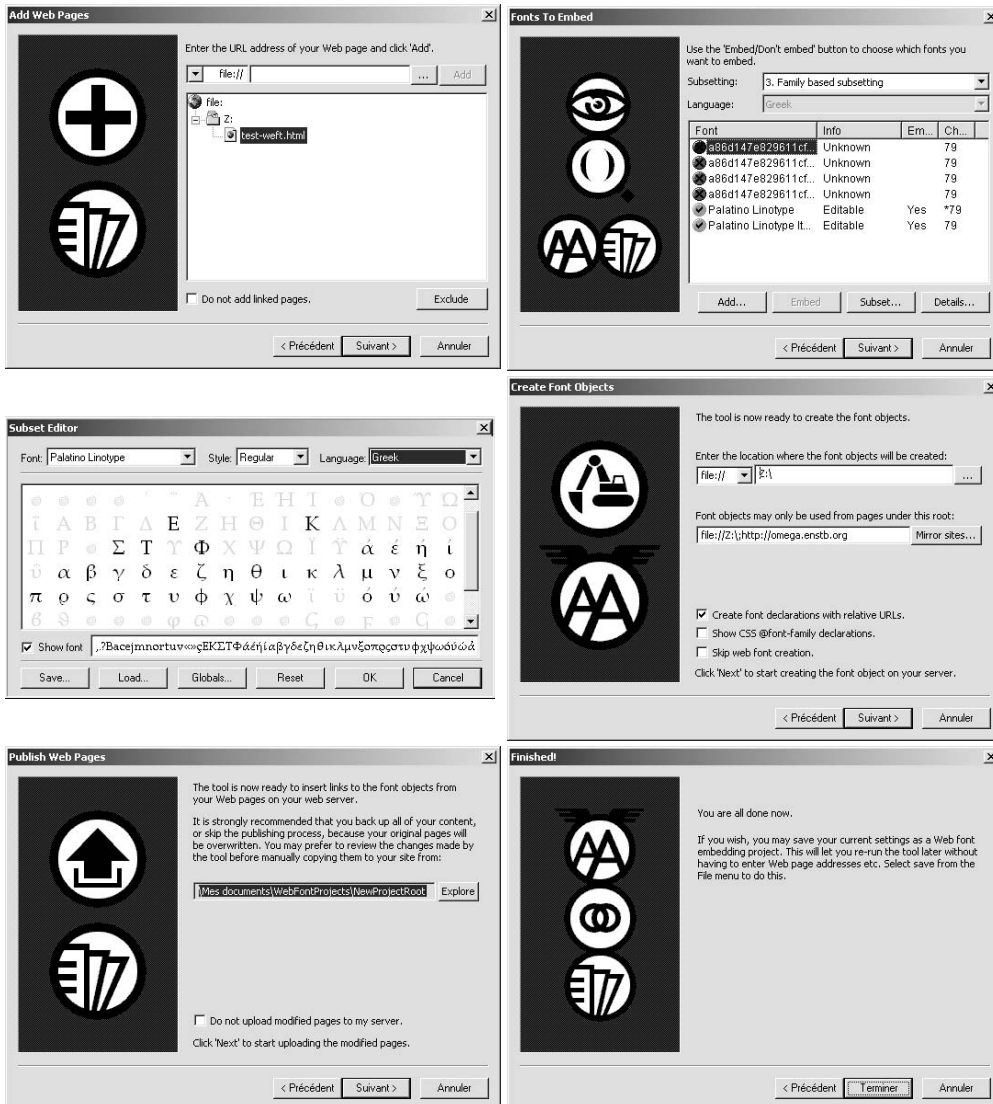 Add Web Pages
Enter the URL address of your Web page and click 'Add'.
file:// ... Add
file:
Z:
test-weft.html
Do not add linked pages. Exclude
< Précédent Suivant > Annuler
Fonts To Embed
Use the 'Embed/Don't embed' button to choose which fonts you
want to embed.
Subsetting: 3. Family based subsetting
Language: Greek
Font Info Em... Ch...
a86d147e829611cf... Unknown 79
a86d147e829611cf... Unknown 79
a86d147e829611cf... Unknown 79
a86d147e829611cf... Unknown 79
Palatino Linotype Editable Yes *79
Palatino Linotype It... Editable Yes 79
Add... Embed Subset... Details...
< Précédent Suivant > Annuler
Subset Editor
Font: Palatino Linotype Style: Regular Language: Greek
Α Ε Η Ι Ο Υ Ω
ΐ Α Β Γ Δ Ε Ζ Η Θ Ι Κ Λ Μ Ν Ξ Ο
Π Ρ Σ Τ Υ Φ Χ Ψ Ω Ϊ Ϋ ά έ ή ί
ΰ α β γ δ ε ζ η θ ι κ λ μ ν ξ ο
π ρ ς σ τ υ φ χ ψ ω ϊ ϋ ό ύ ώ
Show font ,.?Bacejmnortuv«»ςΕΚΣΤΦάέήίαβγδεζηθικλμνξοπρςστυφχψωόύώἀ
Save... Load... Globals... Reset OK Cancel
Create Font Objects
The tool is now ready to create the font objects.
Enter the location where the font objects will be created:
file:// Z:\ ...
Font objects may only be used from pages under this root:
file://Z:\;http://omega.enstb.org Mirror sites...
Create font declarations with relative URLs.
Show CSS @font-family declarations.
Skip web font creation.
Click 'Next' to start creating the font object on your server.
< Précédent Suivant > Annuler
Publish Web Pages
The tool is now ready to insert links to the font objects from
your Web pages on your web server.
It is strongly recommended that you back up all of your content,
or skip the publishing process, because your original pages will
be overwritten. You may prefer to review the changes made by
the tool before manually copying them to your site from:
\Mes documents\WebFontProjects\NewProjectRoot Explore
Do not upload modified pages to my server.
Click 'Next' to start uploading the modified pages.
< Précédent Suivant > Annuler
Finished!
You are all done now.
If you wish, you may save your current settings as a Web font
embedding project. This will let you re-run the tool later without
having to enter Web page addresses etc. Select save from the
File menu to do this.
< Précédent Terminer Annuler